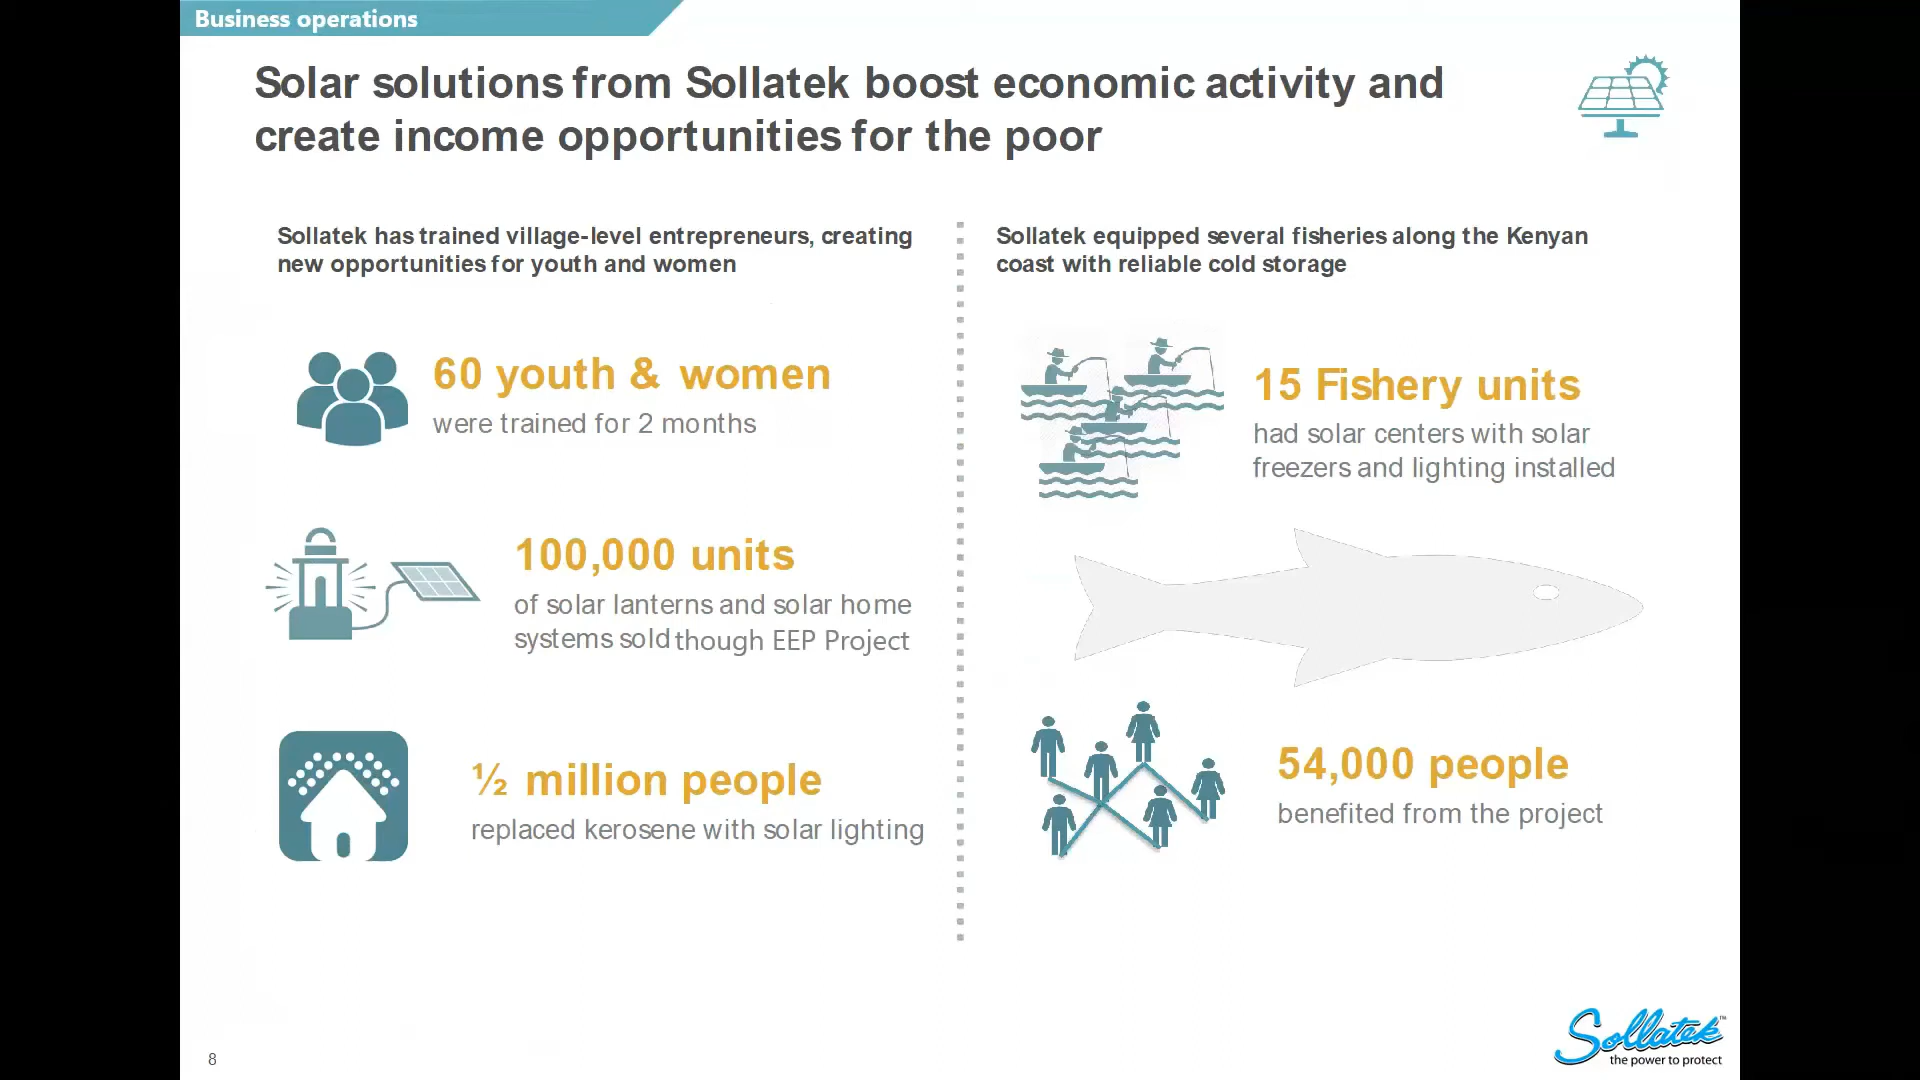 Business operations
Solar solutions from Sollatek boost economic activity and
create income opportunities for the poor
Sollatek has trained village-level entrepreneurs, creating
new opportunities for youth and women
60 youth & women
were trained for 2 months
100,000 units
of solar lanterns and solar home
systems sold though EEP Project
½ million people
replaced kerosene with solar lighting
Sollatek equipped several fisheries along the Kenyan
coast with reliable cold storage
15 Fishery units
had solar centers with solar
freezers and lighting installed
54,000 people
benefited from the project
8
Sollatek™
the power to protect